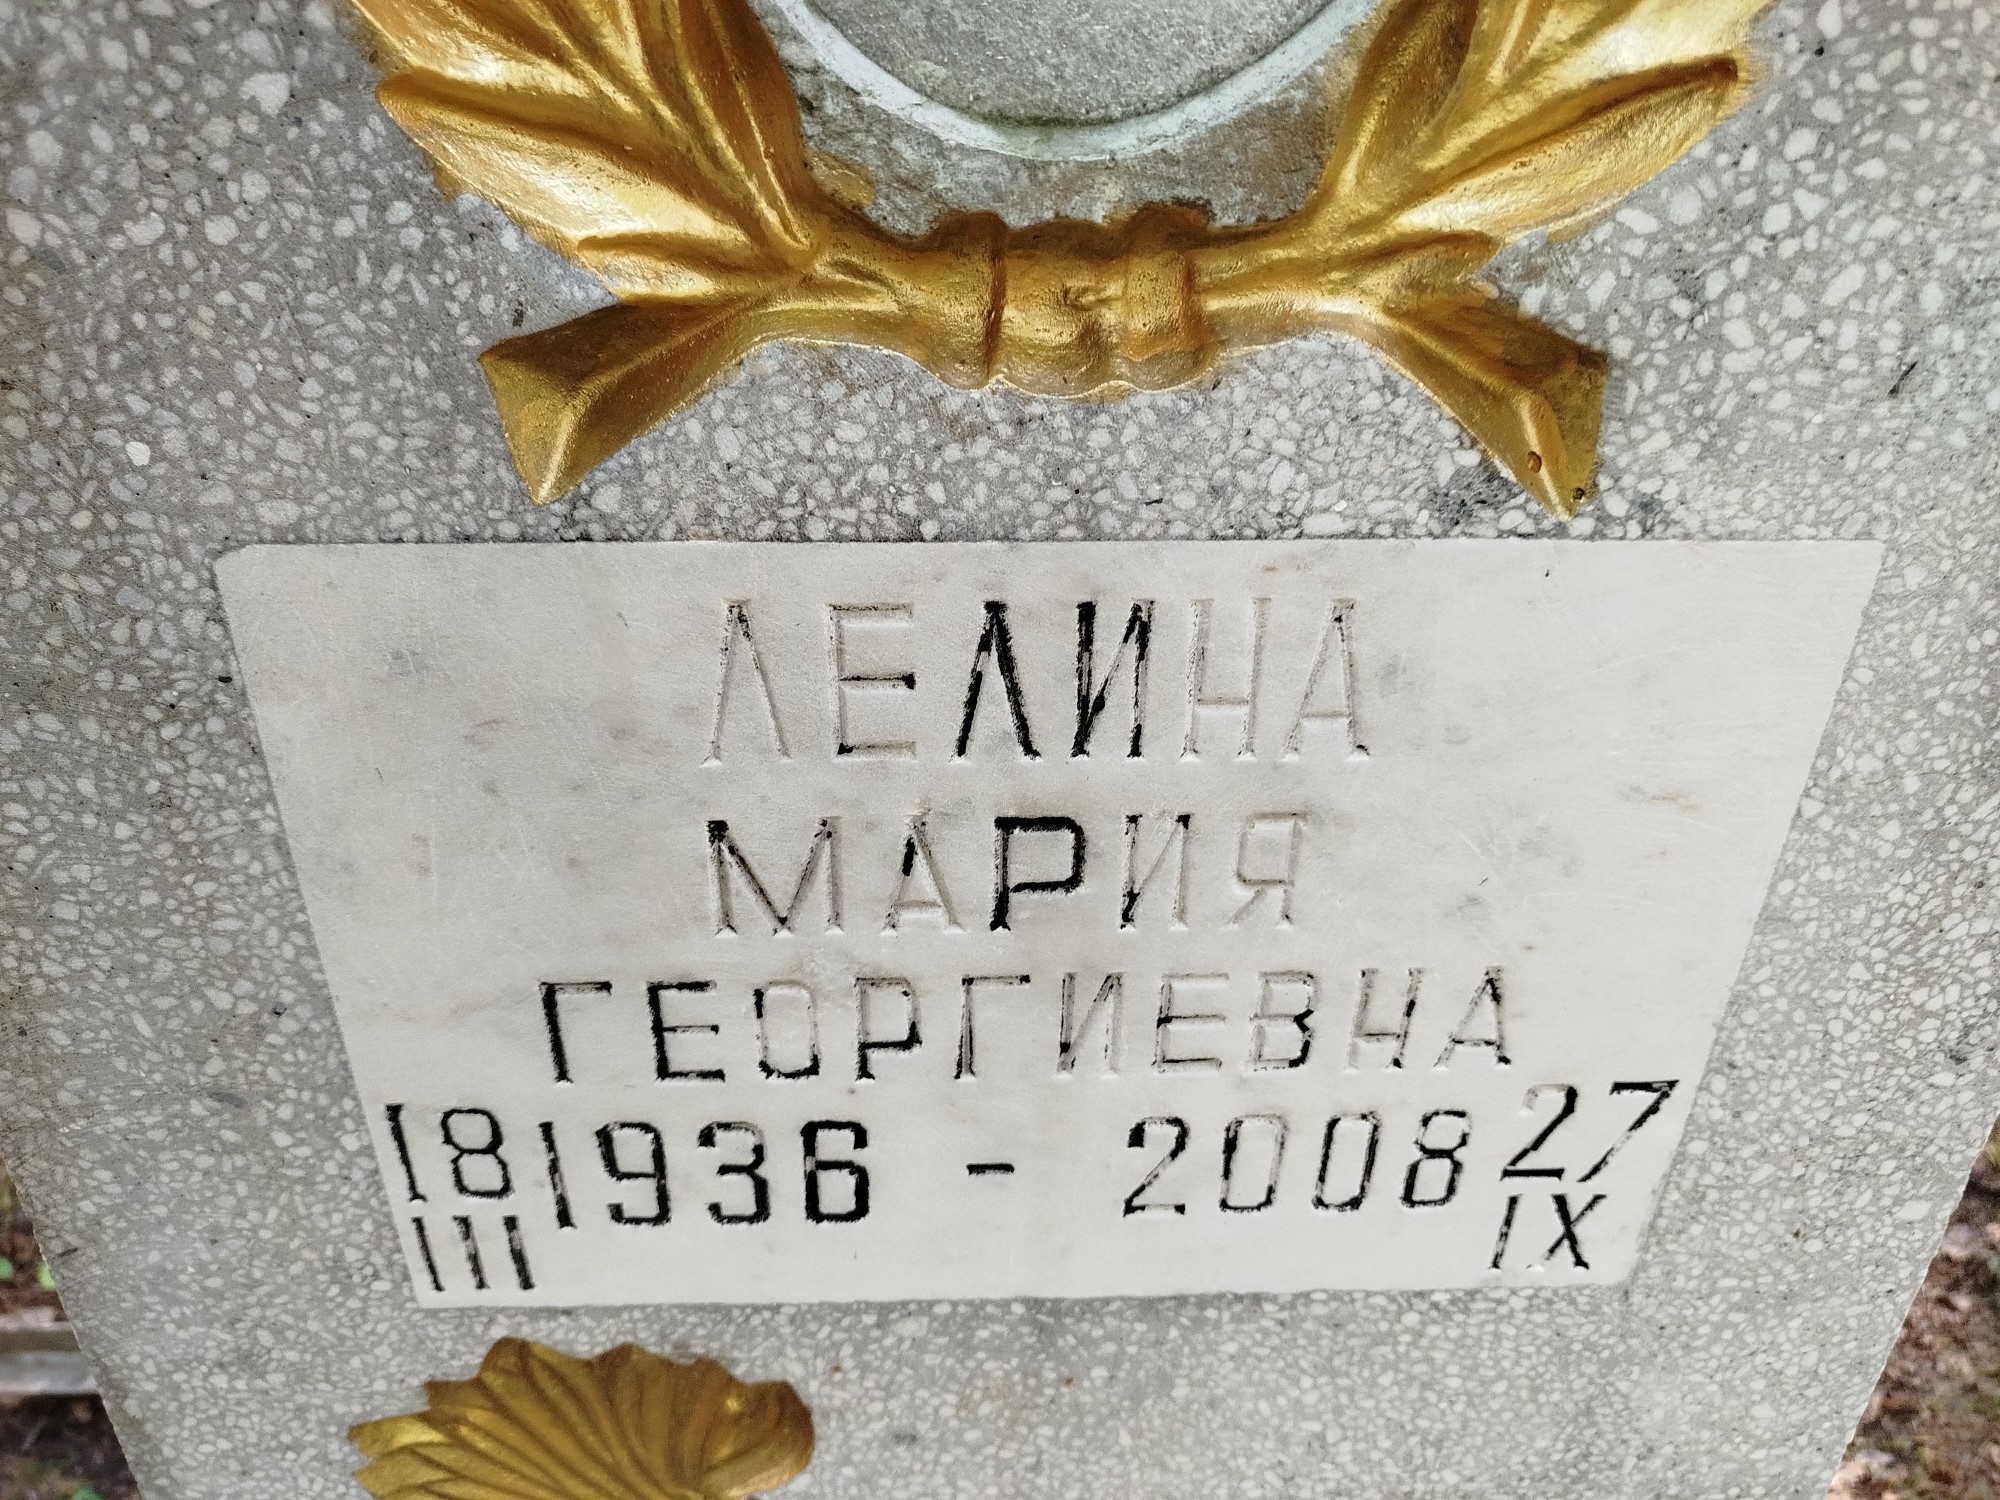 ЛЕЛИНА
МАРИЯ
ГЕОРГИЕВНА
18 III 1936 - 2008 27 IX